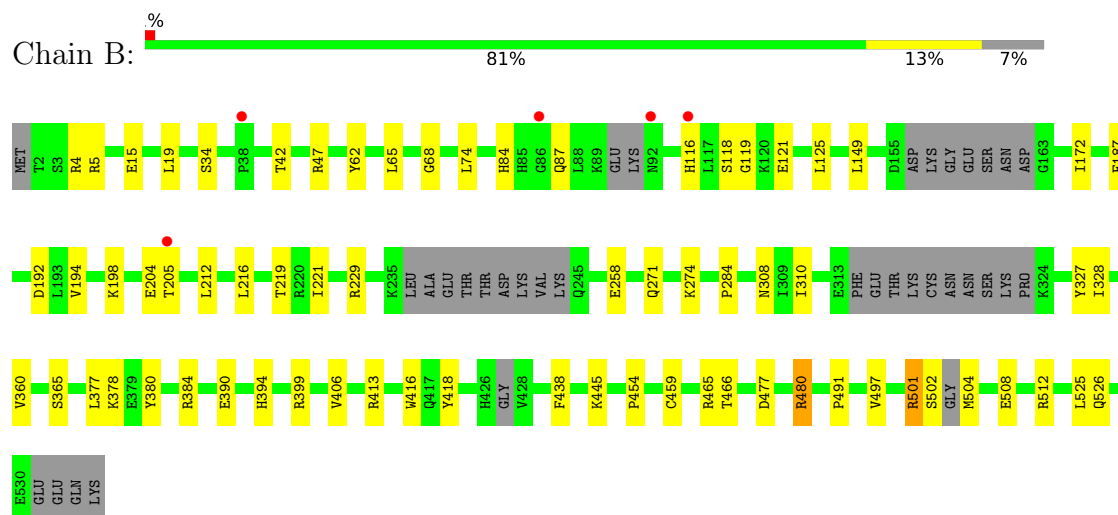 .%
Chain B:
81% 13% 7%
MET T2 S3 R4 R5 E15 L19 S34 P38 T42 R47 Y62 L65 G68 L74 H84 H85 G86 Q87 L88 K89 GLU LYS N92 H116 L117 S118 G119 K120 E121 L125 L149 D155 ASP LYS GLY GLU SER ASN ASP G163 I172
D192 L193 V194 K198 E204 T205 L212 L216 T219 R220 I221 R229 K235 LEU ALA GLU THR THR ASP LYS VAL LYS Q245 E258 Q271 K274 P284 N308 I309 I310 E313 PHE GLU THR LYS CYS ASN ASN SER LYS PRO K324 Y327 I328
V360 S365 L377 K378 E379 Y380 R384 E390 H394 R399 V406 R413 W416 Q417 Y418 H426 GLY V428 F438 K445 P454 C459 R465 T466 D477 R480 P491 V497 R501 S502 GLY M504 E508 R512 L525 Q526
E530 GLU GLU GLN LYS